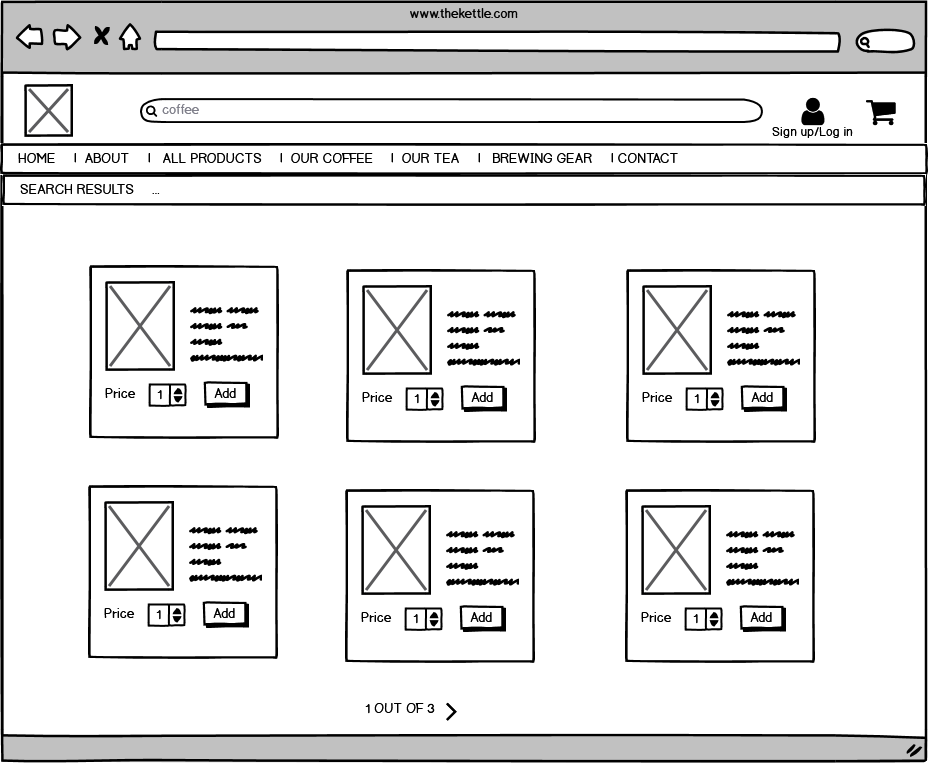 www.thekettle.com
coffee
Sign up/Log in
HOME | ABOUT | ALL PRODUCTS | OUR COFFEE | OUR TEA | BREWING GEAR | CONTACT
SEARCH RESULTS ...
Price 1 Add
Price 1 Add
Price 1 Add
Price 1 Add
Price 1 Add
Price 1 Add
1 OUT OF 3